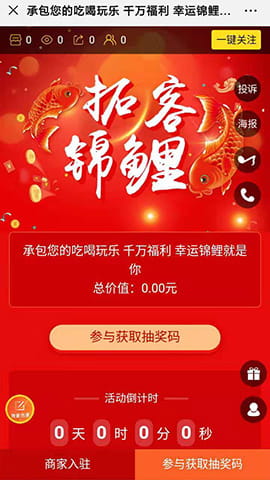 承包您的吃喝玩乐 千万福利 幸运锦鲤...
0 0 0 0
一键关注
投诉
海报
拓客
锦鲤
承包您的吃喝玩乐 千万福利 幸运锦鲤就是
你
总价值：0.00元
参与获取抽奖码
活动倒计时
0 天 0 时 0 分 0 秒
商家入驻
参与获取抽奖码